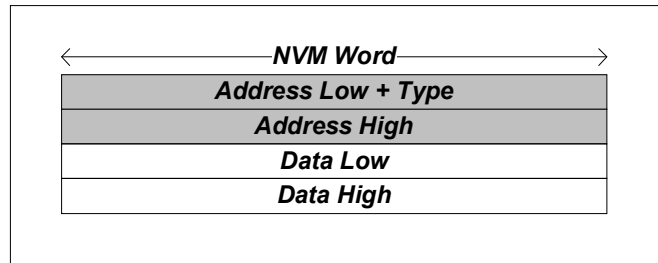 NVM Word
Address Low + Type
Address High
Data Low
Data High